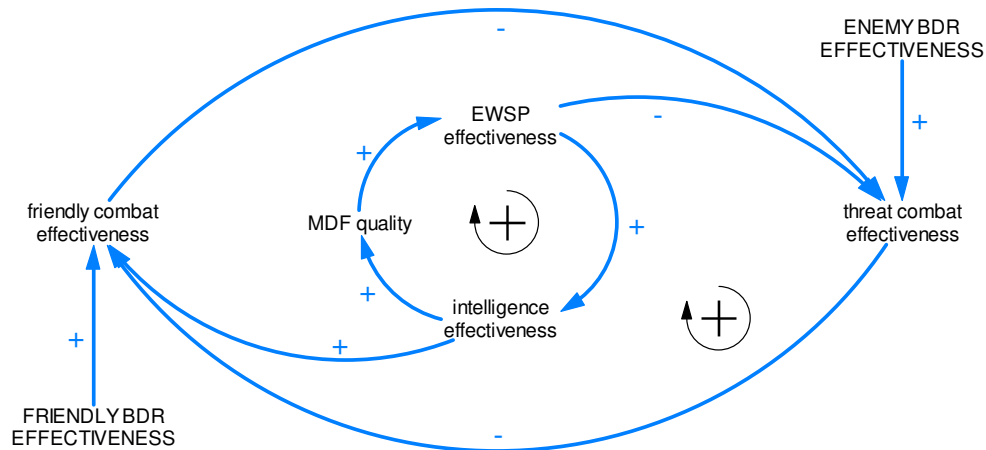 ENEMY BDR
EFFECTIVENESS
-
EWSP
effectiveness
-
+
+
friendly combat
effectiveness
MDF quality
+
+
threat combat
effectiveness
+
intelligence
effectiveness
+
+
+
FRIENDLY BDR
EFFECTIVENESS
-